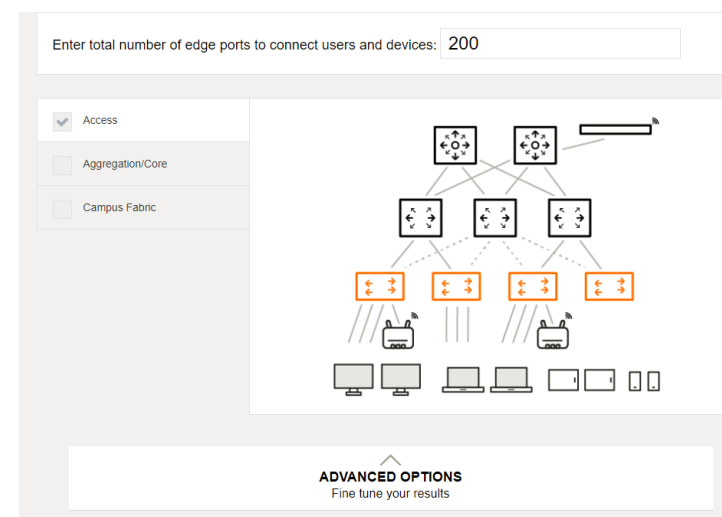 Enter total number of edge ports to connect users and devices: 200
Access
Aggregation/Core
Campus Fabric
ADVANCED OPTIONS
Fine tune your results